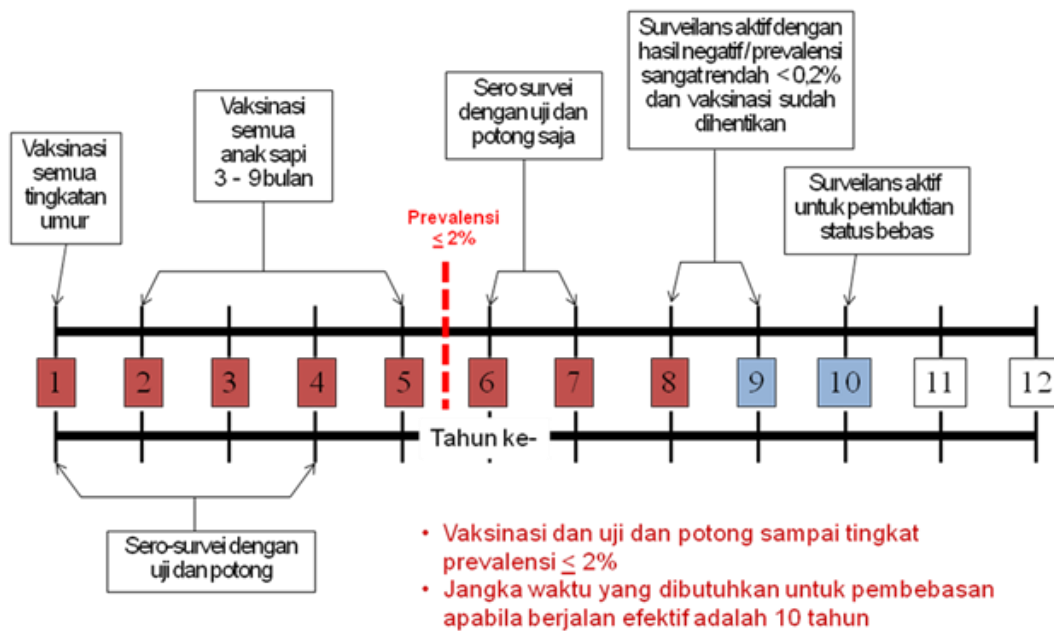 Vaksinasi
semua
tingkatan
umur
Vaksinasi
semua
anak sapi
3 - 9 bulan
Prevalensi
≤ 2%
Sero survei
dengan uji dan
potong saja
Surveilans aktif dengan
hasil negatif/prevalensi
sangat rendah <0,2%
dan vaksinasi sudah
dihentikan
Surveilans aktif
untuk pembuktian
status bebas
1 2 3 4 5 6 7 8 9 10 11 12
Tahun ke-
Sero-survei dengan
uji dan potong
• Vaksinasi dan uji dan potong sampai tingkat
prevalensi ≤ 2%
• Jangka waktu yang dibutuhkan untuk pembebasan
apabila berjalan efektif adalah 10 tahun